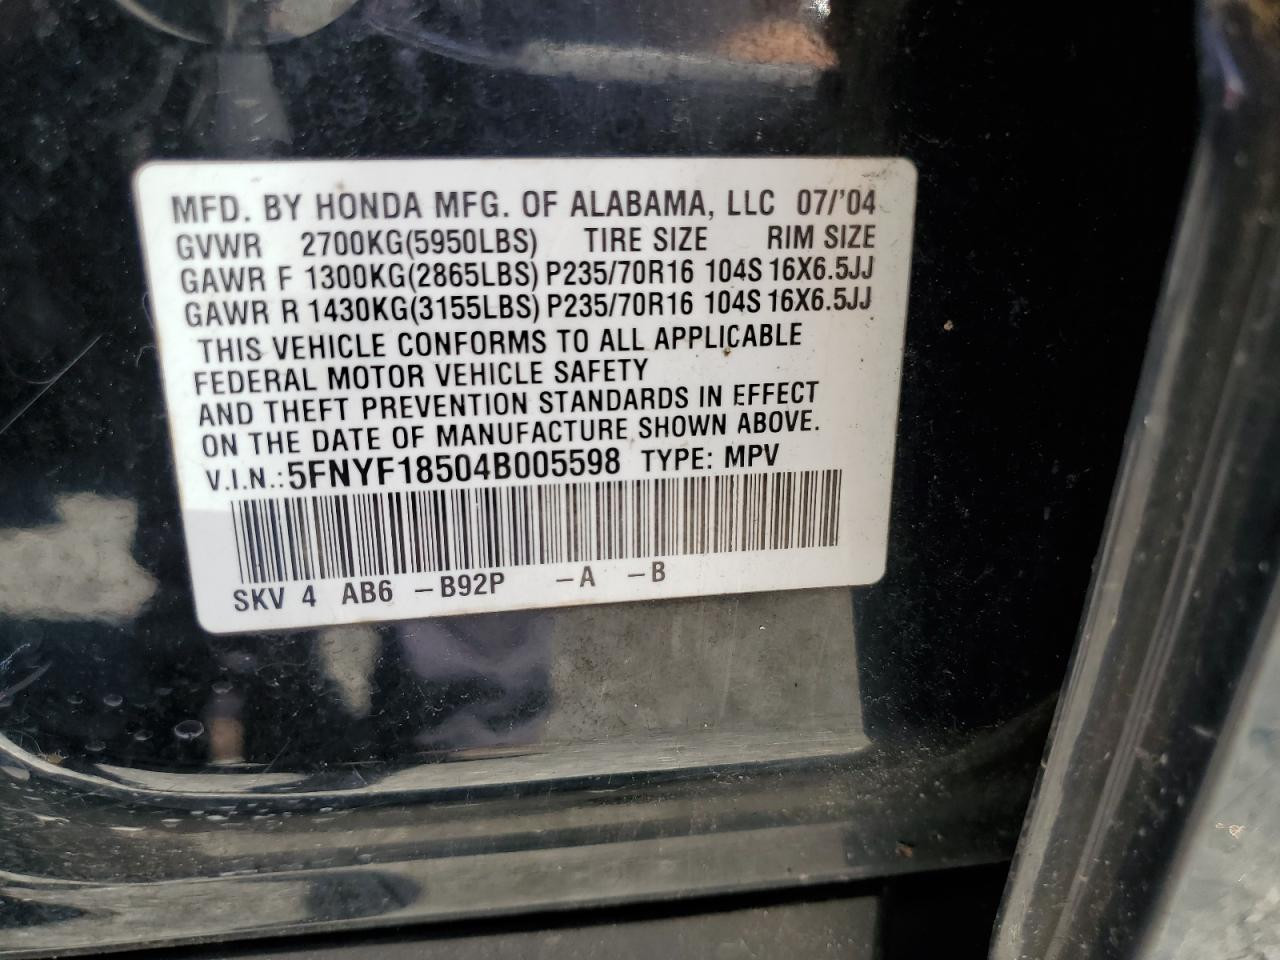 MFD. BY HONDA MFG. OF ALABAMA, LLC 07/'04
GVWR 2700KG(5950LBS) TIRE SIZE RIM SIZE
GAWR F 1300KG(2865LBS) P235/70R16 104S 16X6.5JJ
GAWR R 1430KG(3155LBS) P235/70R16 104S 16X6.5JJ
THIS VEHICLE CONFORMS TO ALL APPLICABLE
FEDERAL MOTOR VEHICLE SAFETY
AND THEFT PREVENTION STANDARDS IN EFFECT
ON THE DATE OF MANUFACTURE SHOWN ABOVE.
V.I.N.:5FNYF18504B005598 TYPE: MPV
SKV 4 AB6 -B92P -A -B